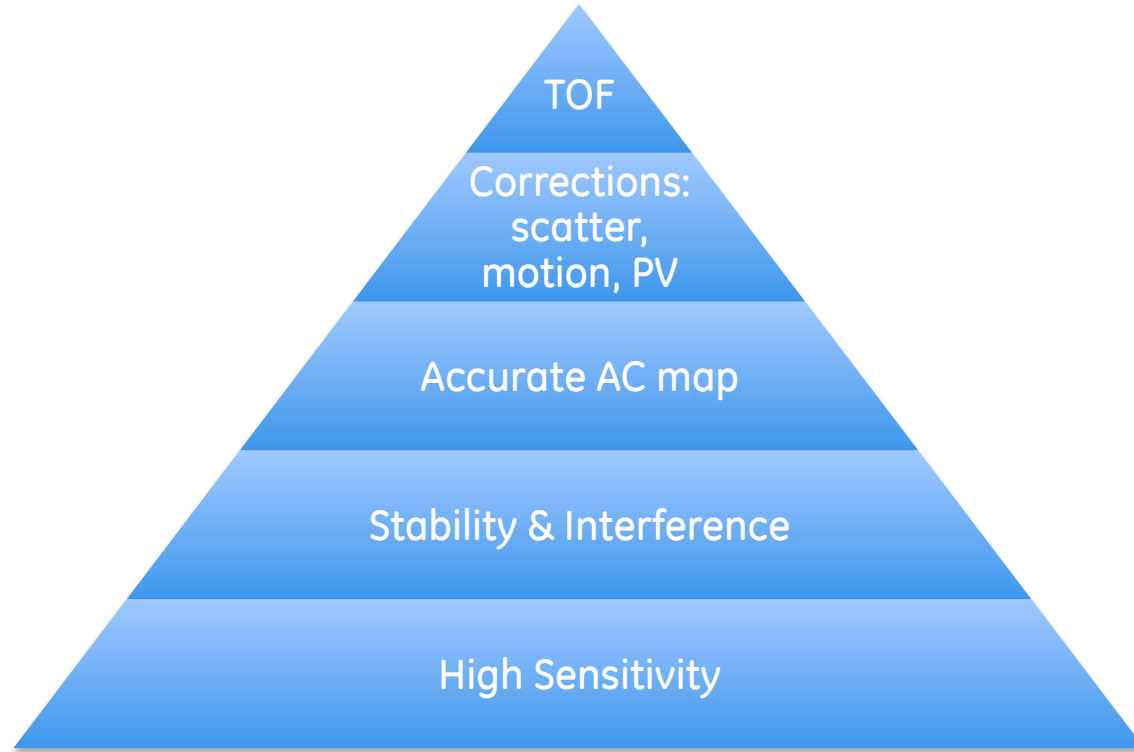 TOF
Corrections:
scatter,
motion, PV
Accurate AC map
Stability & Interference
High Sensitivity